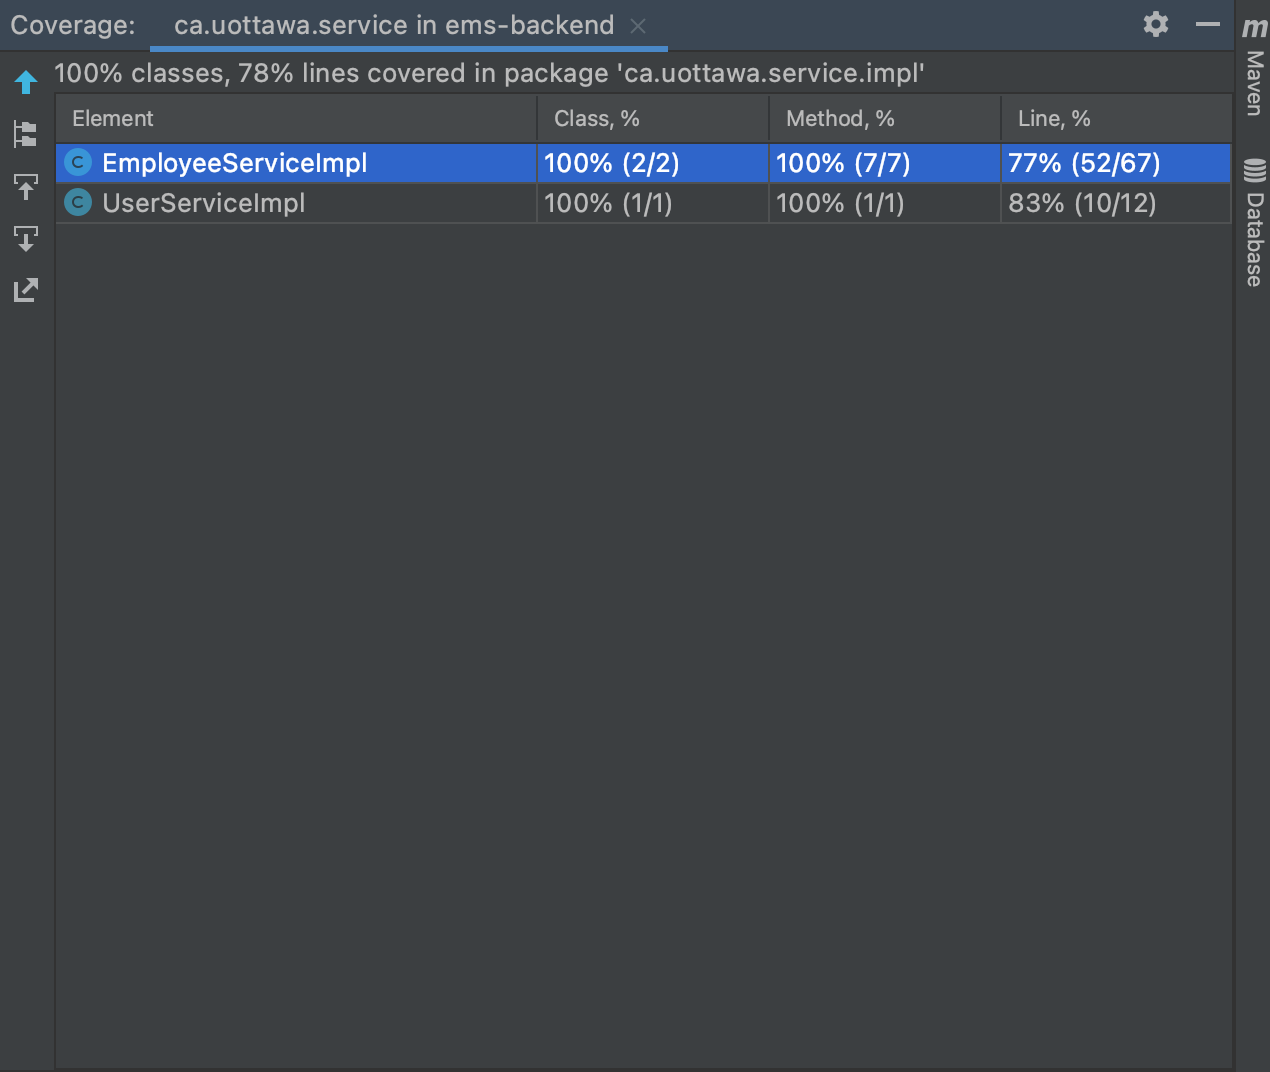 Coverage: ca.uottawa.service in ems-backend
100% classes, 78% lines covered in package 'ca.uottawa.service.impl'
Element Class, % Method, % Line, %
C EmployeeServiceImpl 100% (2/2) 100% (7/7) 77% (52/67)
C UserServiceImpl 100% (1/1) 100% (1/1) 83% (10/12)
m
Maven
Database